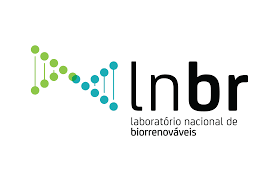 lnbr
laboratório nacional de
biorrenováveis